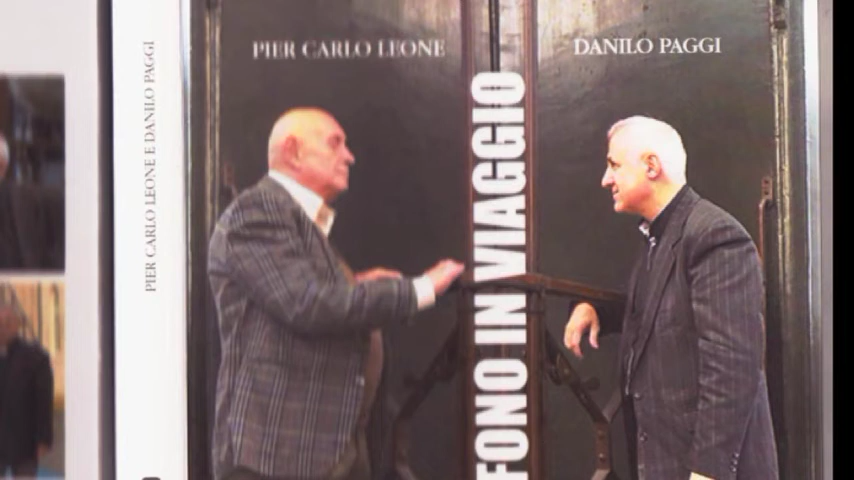 PIER CARLO LEONE E DANILO PAGGI
PIER CARLO LEONE
DANILO PAGGI
FONO IN VIAGGIO